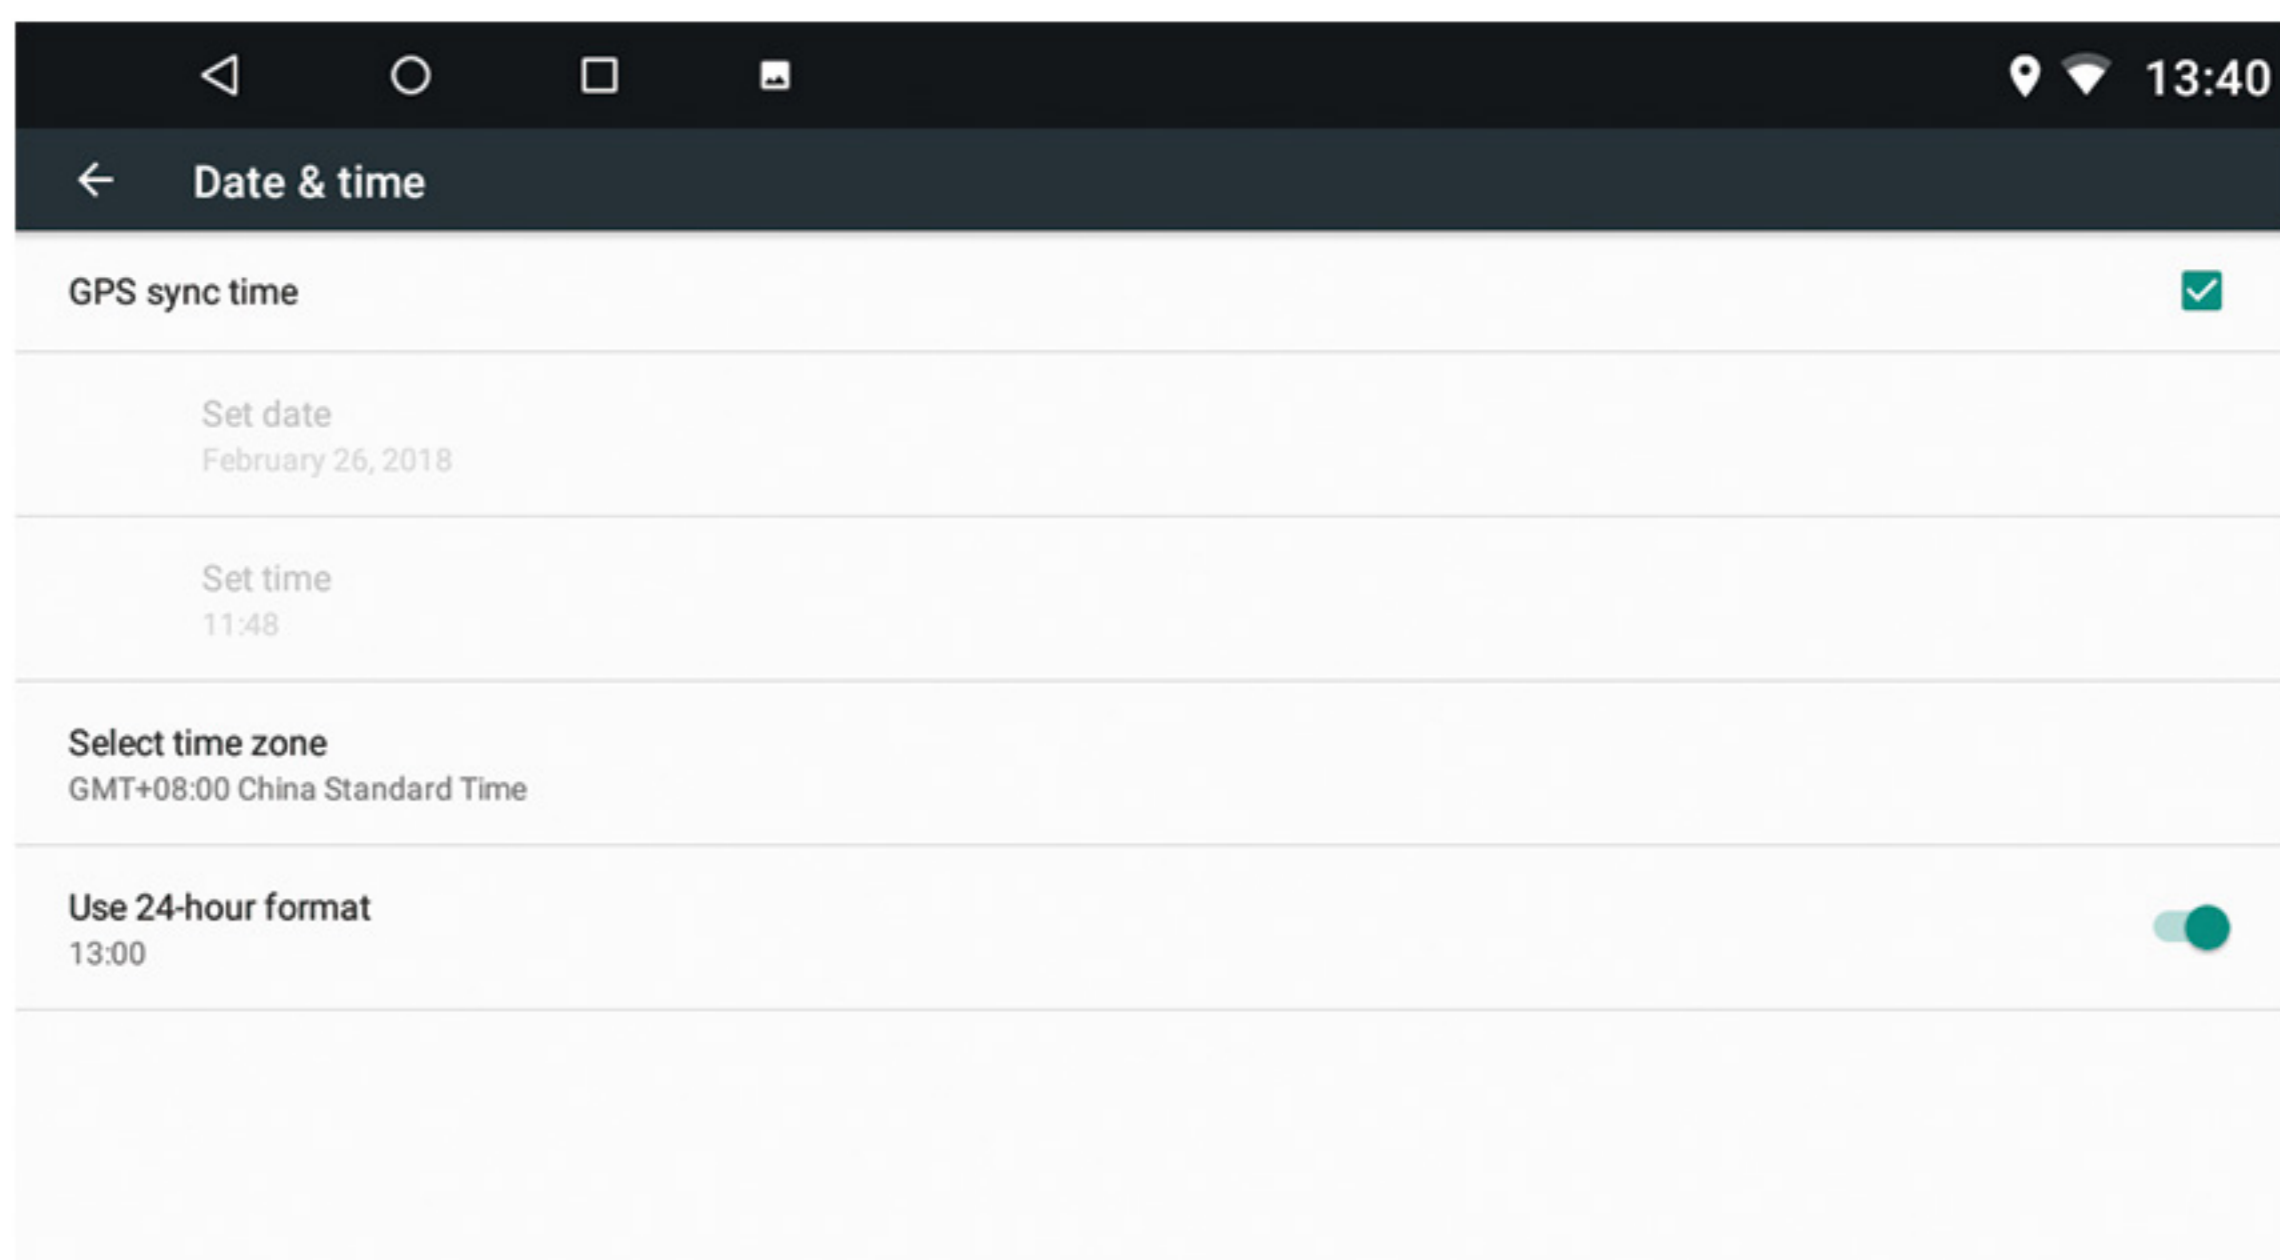 13:40
Date & time
GPS sync time
Set date
February 26, 2018
Set time
11:48
Select time zone
GMT+08:00 China Standard Time
Use 24-hour format
13:00